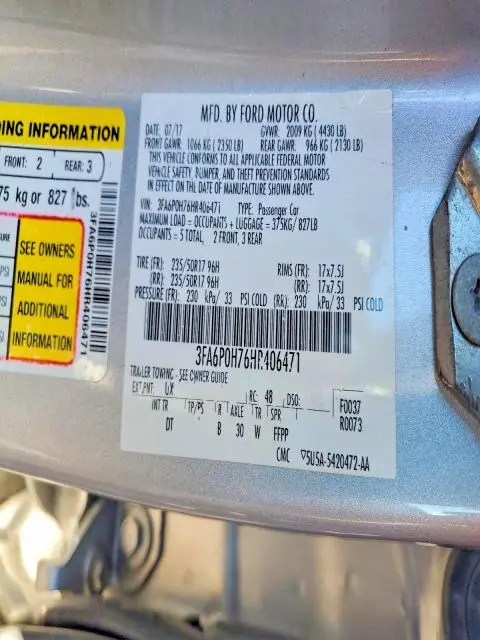 DING INFORMATION
FRONT: 2 REAR: 3
75 kg or 827 lbs.
SEE OWNERS
MANUAL FOR
ADDITIONAL
INFORMATION
PSI
PSI
3FA6P0H76HR406471
MFD. BY FORD MOTOR CO.
DATE: 07/17 GVWR: 2009 KG ( 4430 LB)
FRONT GAWR: 1066 KG ( 2350 LB) REAR GAWR: 966 KG ( 2130 LB)
THIS VEHICLE CONFORMS TO ALL APPLICABLE FEDERAL MOTOR
VEHICLE SAFETY, BUMPER, AND THEFT PREVENTION STANDARDS
IN EFFECT ON THE DATE OF MANUFACTURE SHOWN ABOVE.
VIN: 3FA6P0H76HR406471 TYPE: Passenger Car
MAXIMUM LOAD = OCCUPANTS + LUGGAGE = 375KG/ 827LB
OCCUPANTS = 5 TOTAL, 2 FRONT, 3 REAR
TIRE (FR): 235/50R17 96H RIMS (FR): 17x7.5J
(RR): 235/50R17 96H (RR): 17x7.5J
PRESSURE (FR): 230 kPa/ 33 PSI COLD (RR): 230 kPa/ 33 PSI COLD
3FA6P0H76HR406471
TRAILER TOWING - SEE OWNER GUIDE
EXT PNT: UX RC: 48 DSO: F0037
INT TR TP/PS R AXLE TR SPR R0073
DT B 30 W FFPP
CMC 5U5A-5420472-AA